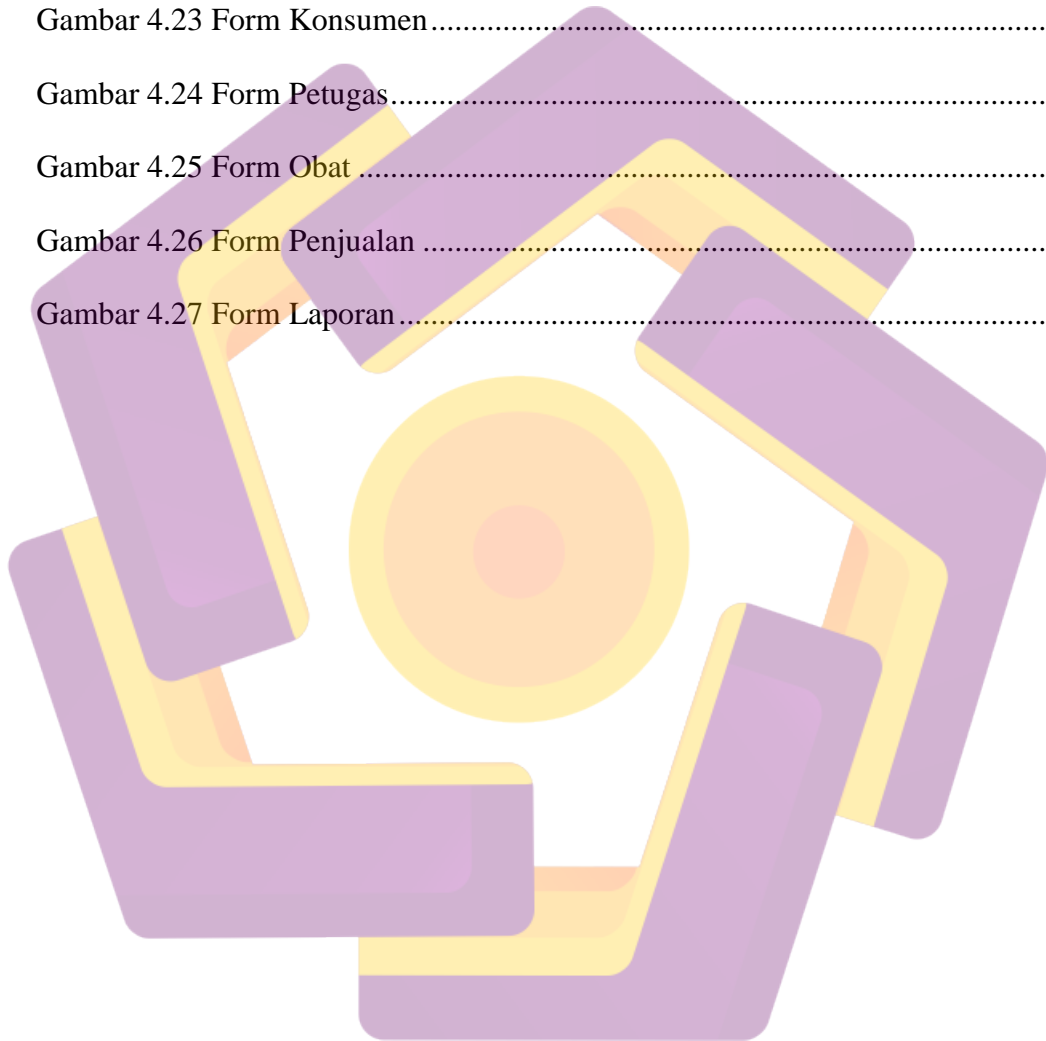 Gambar 4.23 Form Konsumen..............................................................................
Gambar 4.24 Form Petugas...................................................................................
Gambar 4.25 Form Obat .......................................................................................
Gambar 4.26 Form Penjualan ...............................................................................
Gambar 4.27 Form Laporan..................................................................................